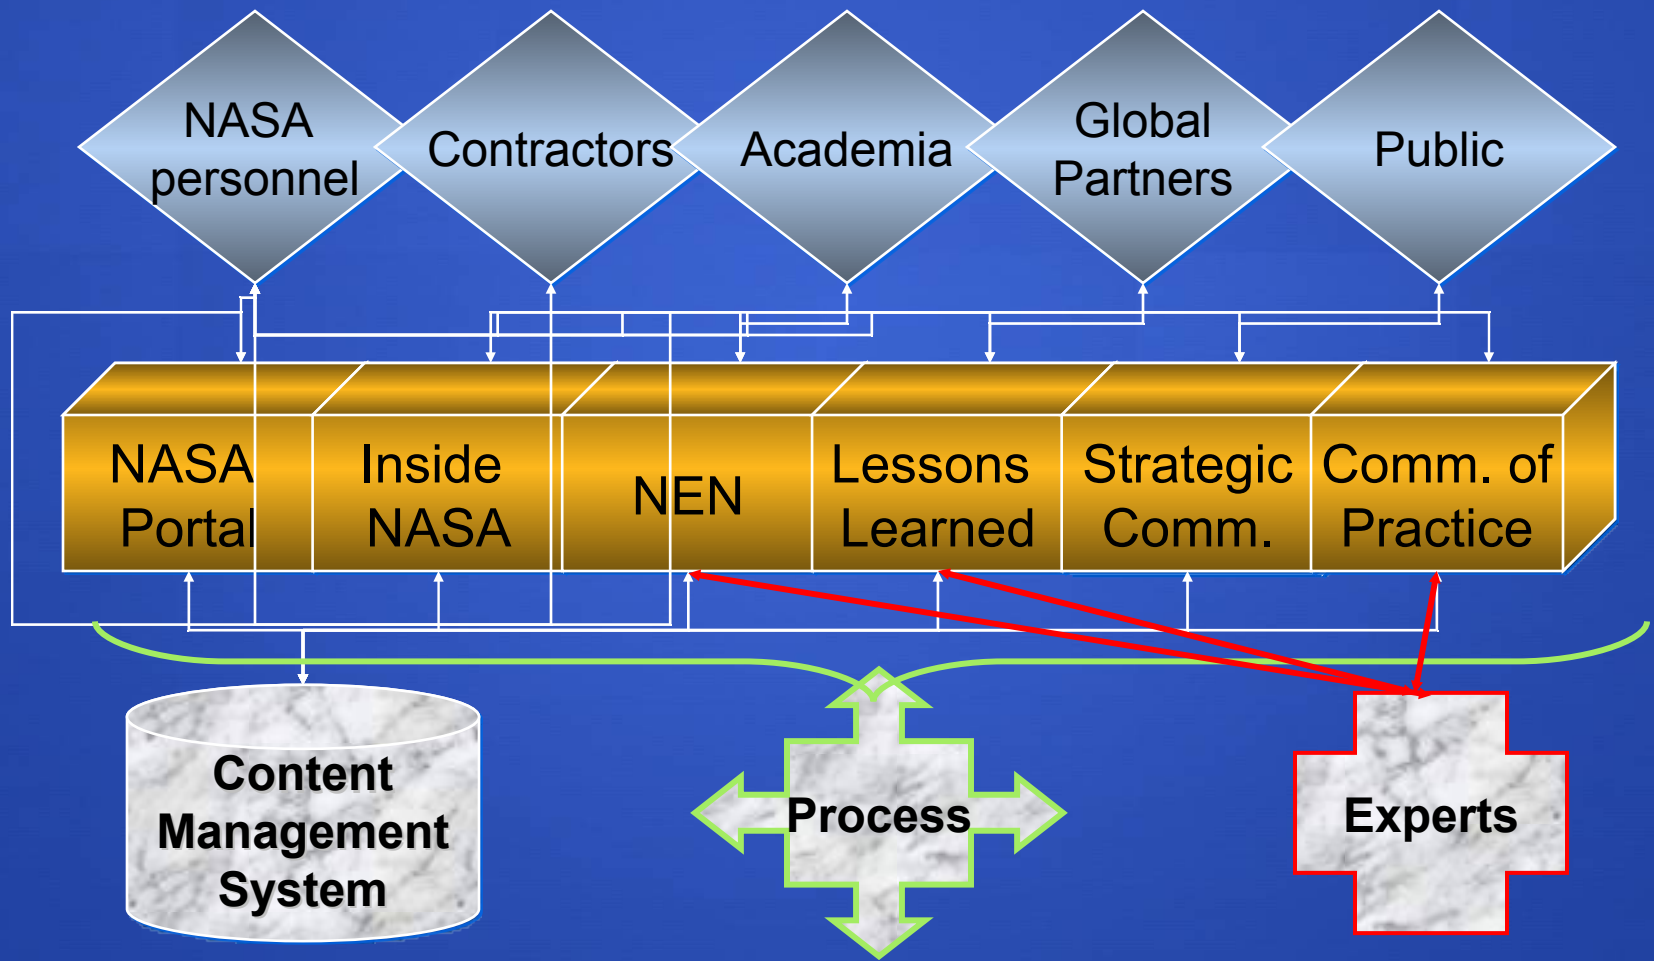 NASA
personnel
Contractors
Academia
Global
Partners
Public
NASA
Portal
Inside
NASA
NEN
Lessons
Learned
Strategic
Comm.
Comm. of
Practice
Content
Management
System
Process
Experts